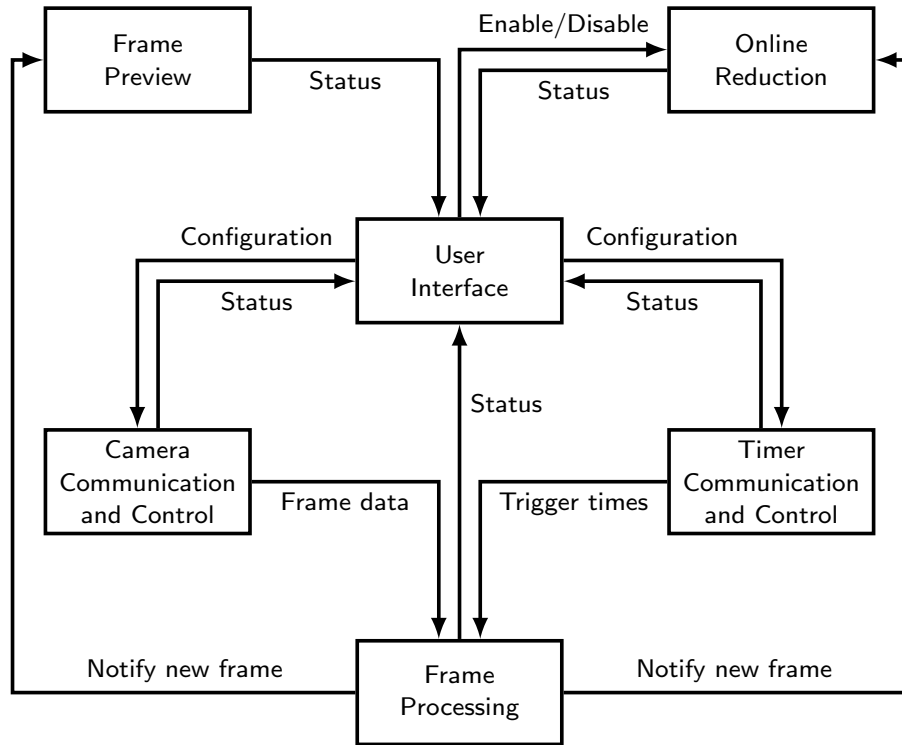 Enable/Disable
Frame
Preview
Online
Reduction
Status
Status
Configuration
User
Interface
Configuration
Status
Status
Status
Camera
Communication
and Control
Timer
Communication
and Control
Frame data
Trigger times
Notify new frame
Frame
Processing
Notify new frame